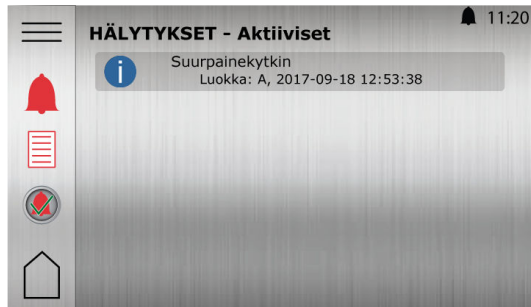 11:20
HÄLYTYKSET - Aktiiviset
Suurpainekytkin
Luokka: A, 2017-09-18 12:53:38